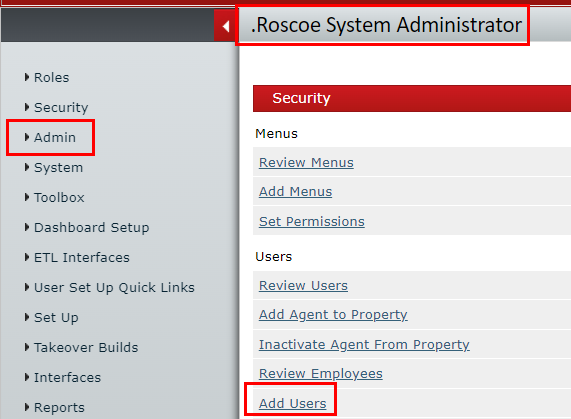 .Roscoe System Administrator
Roles
Security
Admin
System
Toolbox
Dashboard Setup
ETL Interfaces
User Set Up Quick Links
Set Up
Takeover Builds
Interfaces
Reports
Security
Menus
Review Menus
Add Menus
Set Permissions
Users
Review Users
Add Agent to Property
Inactivate Agent From Property
Review Employees
Add Users